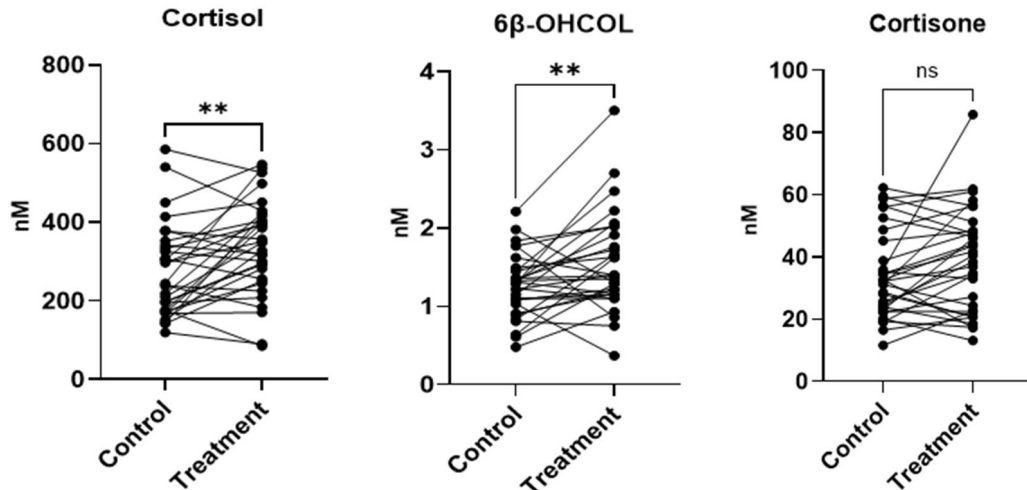 Cortisol
800
600
400
200
0
nM
**
Control
Treatment
6β-OHCOL
4
3
2
1
0
nM
**
Control
Treatment
Cortisone
100
80
60
40
20
0
nM
ns
Control
Treatment